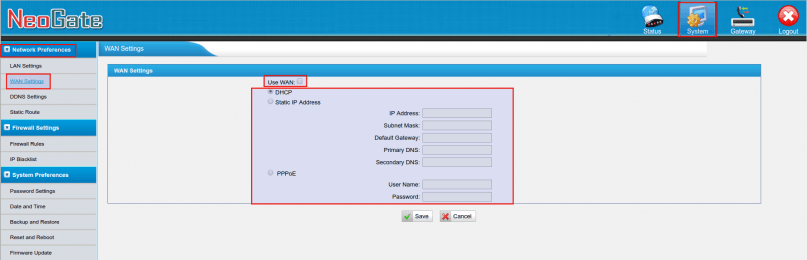 NeoGate
Status
System
Gateway
Logout
Network Preferences
LAN Settings
WAN Settings
DDNS Settings
Static Route
Firewall Settings
Firewall Rules
IP Blacklist
System Preferences
Password Settings
Date and Time
Backup and Restore
Reset and Reboot
Firmware Update
WAN Settings
WAN Settings
Use WAN:
DHCP
Static IP Address
IP Address:
Subnet Mask:
Default Gateway:
Primary DNS:
Secondary DNS:
PPPoE
User Name:
Password:
Save
Cancel